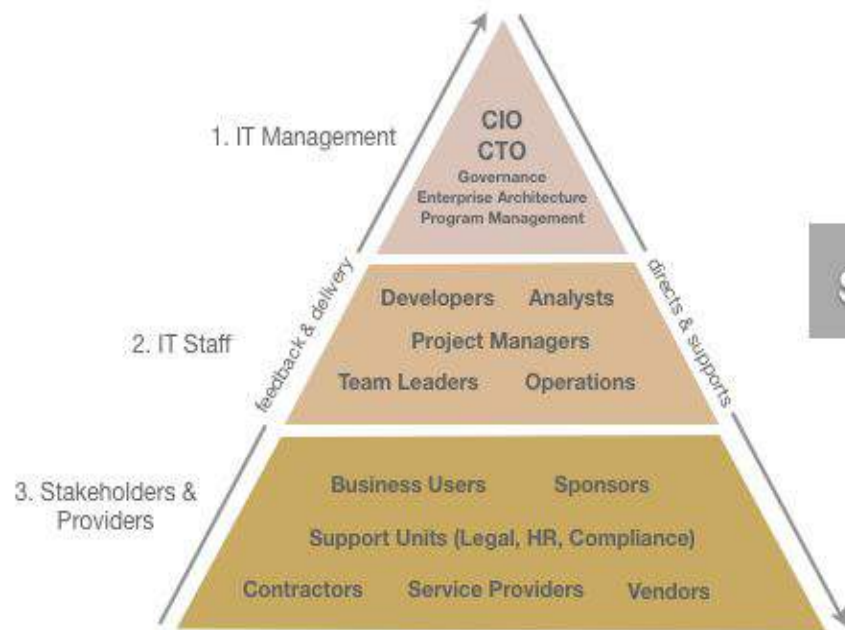 1. IT Management
CIO
CTO
Governance
Enterprise Architecture
Program Management
feedback & delivery
directs & supports
2. IT Staff
Developers Analysts
Project Managers
Team Leaders Operations
3. Stakeholders &
Providers
Business Users Sponsors
Support Units (Legal, HR, Compliance)
Contractors Service Providers Vendors